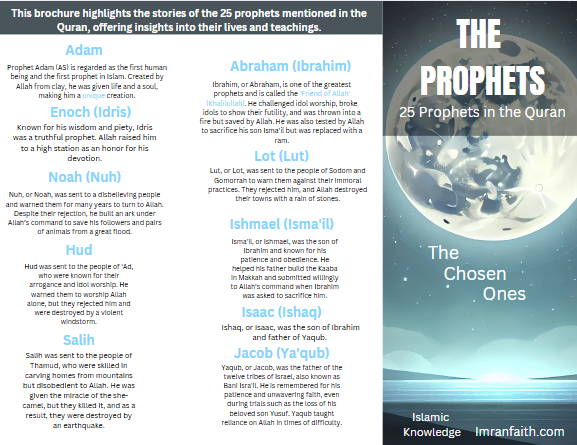 This brochure highlights the stories of the 25 prophets mentioned in the
Quran, offering insights into their lives and teachings.
Adam
Prophet Adam (AS) is regarded as the first human
being and the first prophet in Islam. Created by
Allah from clay, he was given life and a soul,
making him a unique creation.
Enoch (Idris)
Known for his wisdom and piety, Idris
was a truthful prophet. Allah raised him
to a high station as an honor for his
devotion.
Noah (Nuh)
Nuh, or Noah, was sent to a disbelieving people
and warned them for many years to turn to Allah.
Despite their rejection, he built an ark under
Allah's command to save his followers and pairs
of animals from a great flood.
Hud
Hud was sent to the people of 'Ad,
who were known for their
arrogance and idol worship. He
warned them to worship Allah
alone, but they rejected him and
were destroyed by a violent
windstorm.
Salih
Salih was sent to the people of
Thamud, who were skilled in
carving homes from mountains
but disobedient to Allah. He was
given the miracle of the she-
camel, but they killed it, and as a
result, they were destroyed by
an earthquake.
Abraham (Ibrahim)
Ibrahim, or Abraham, is one of the greatest
prophets and is called the 'Friend of Allah'
(Khalilullah). He challenged idol worship, broke
idols to show their futility, and was thrown into a
fire but saved by Allah. He was also tested by Allah
to sacrifice his son Isma'il but was replaced with a
ram.
Lot (Lut)
Lut, or Lot, was sent to the people of Sodom and
Gomorrah to warn them against their immoral
practices. They rejected him, and Allah destroyed
their towns with a rain of stones.
Ishmael (Isma'il)
Isma'il, or Ishmael, was the son of
Ibrahim and known for his
patience and obedience. He
helped his father build the Kaaba
in Makkah and submitted willingly
to Allah's command when Ibrahim
was asked to sacrifice him.
Isaac (Ishaq)
Ishaq, or Isaac, was the son of Ibrahim
and father of Yaqub.
Jacob (Ya'qub)
Yaqub, or Jacob, was the father of the
twelve tribes of Israel, also known as
Bani Isra'il. He is remembered for his
patience and unwavering faith, even
during trials such as the loss of his
beloved son Yusuf. Yaqub taught
reliance on Allah in times of difficulty.
THE
PROPHETS
25 Prophets in the Quran
The
Chosen
Ones
Islamic
Knowledge
Imranfaith.com